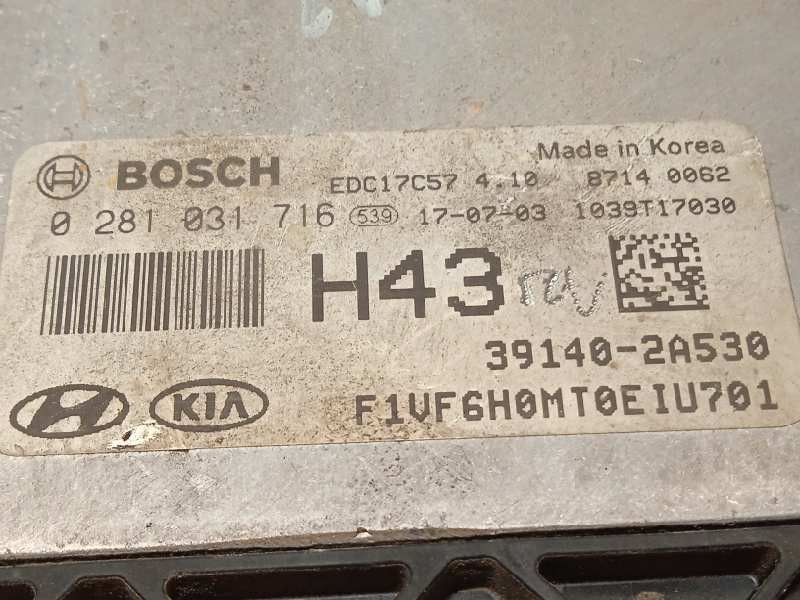 Made in Korea
BOSCH EDC17C57 4.10 8714 0062
0 281 031 716 539 17-07-03 1039T17030
H43
39140-2A530
KIA F1VF6H0MT0EIU701